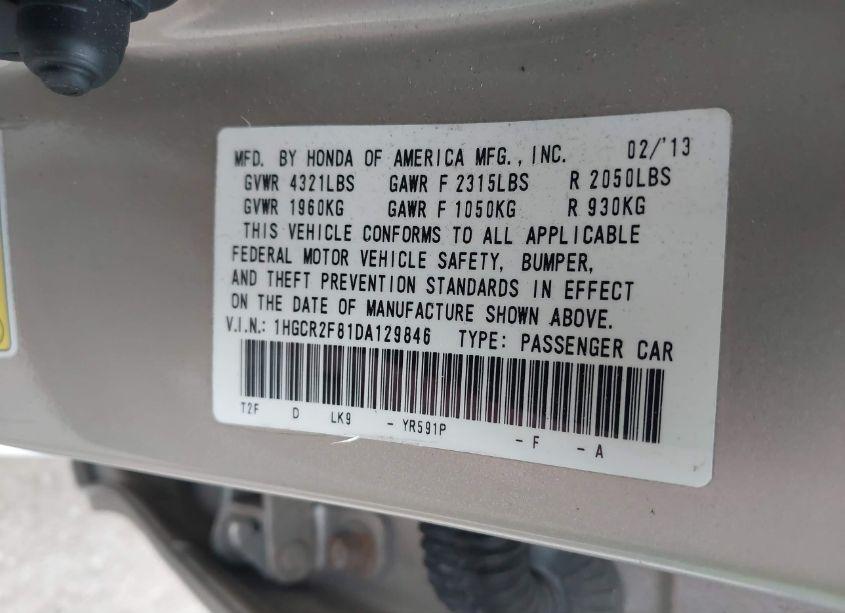 MFD. BY HONDA OF AMERICA MFG., INC. 02/'13
GVWR 4321LBS GAWR F 2315LBS R 2050LBS
GVWR 1960KG GAWR F 1050KG R 930KG
THIS VEHICLE CONFORMS TO ALL APPLICABLE
FEDERAL MOTOR VEHICLE SAFETY, BUMPER,
AND THEFT PREVENTION STANDARDS IN EFFECT
ON THE DATE OF MANUFACTURE SHOWN ABOVE.
V.I.N.: 1HGCR2F81DA129846 TYPE: PASSENGER CAR
T2F D LK9 - YR591P - F - A